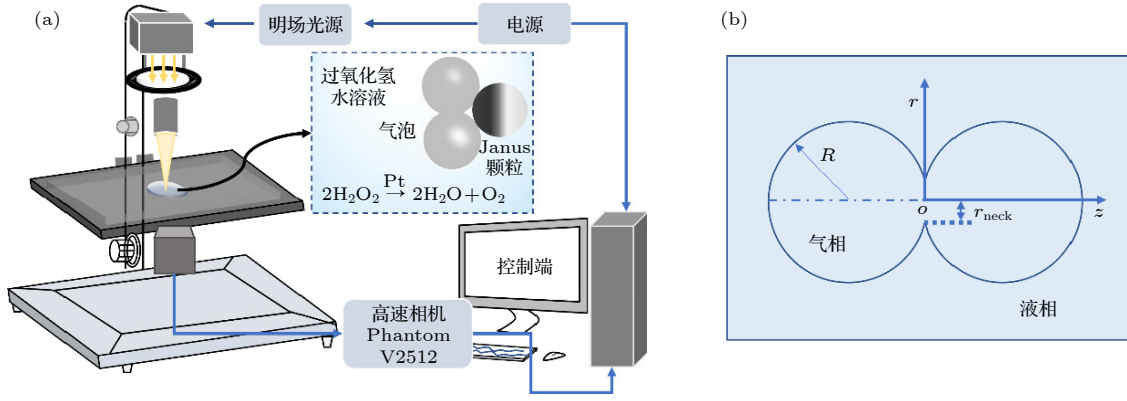 (a)
明场光源
电源
过氧化氢
水溶液
气泡
Janus
颗粒
Pt
2H₂O₂ → 2H₂O+O₂
控制端
高速相机
Phantom
V2512
(b)
r
R
o
r_neck
z
气相
液相